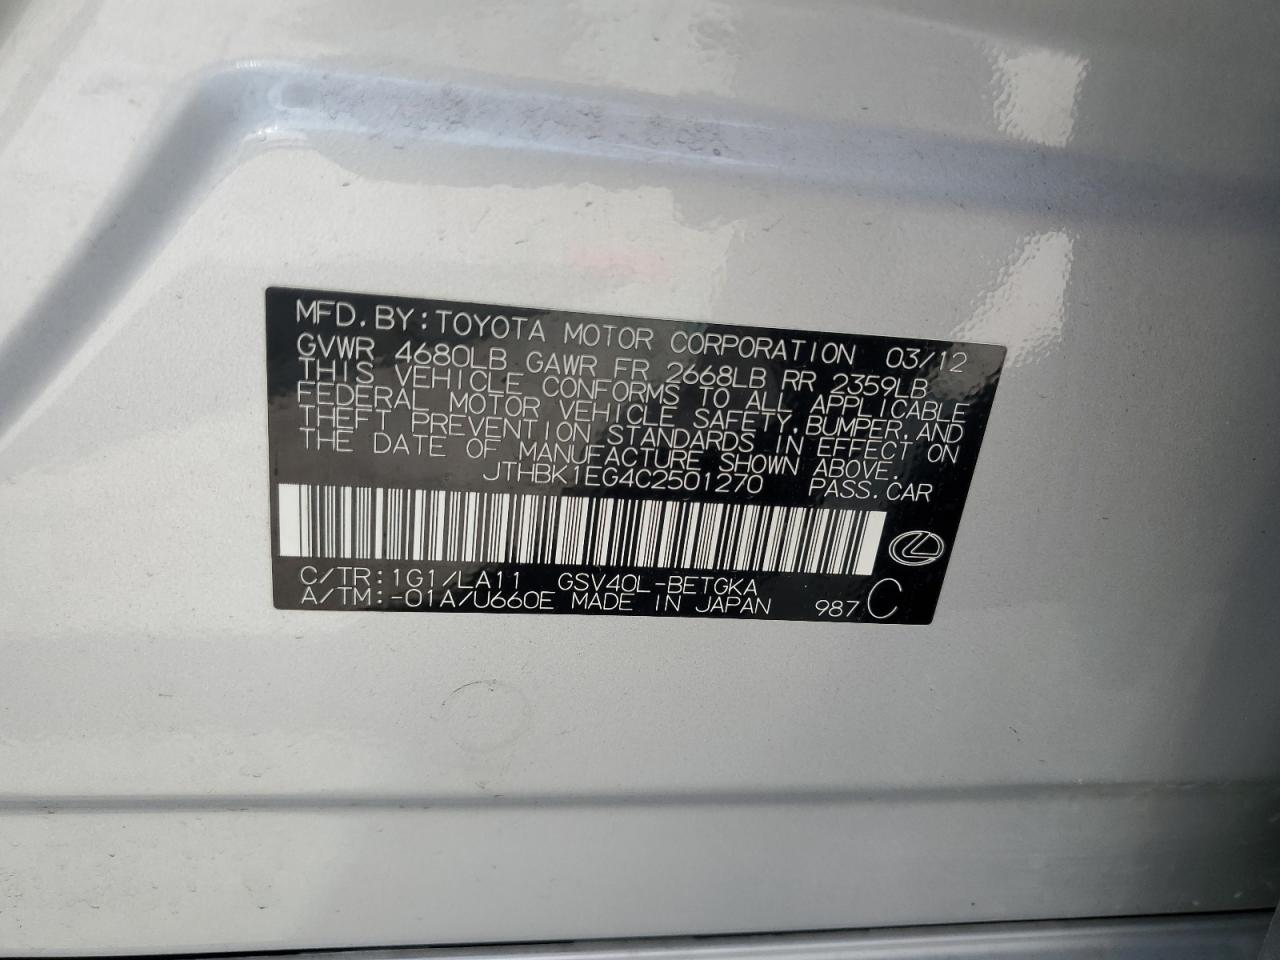 MFD. BY: TOYOTA MOTOR CORPORATION 03/12
GVWR 4680LB GAWR FR 2668LB RR 2359LB
THIS VEHICLE CONFORMS TO ALL APPLICABLE
FEDERAL MOTOR VEHICLE SAFETY, BUMPER, AND
THEFT PREVENTION STANDARDS IN EFFECT ON
THE DATE OF MANUFACTURE SHOWN ABOVE.
JTHBK1EG4C2501270 PASS. CAR
C/TR: 1G1/LA11 GSV40L-BETGKA
A/TM: -01A/U660E MADE IN JAPAN 987 C